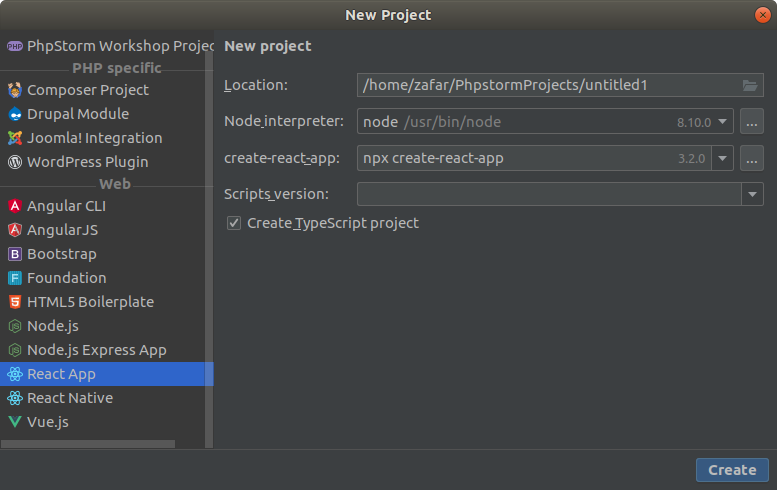 New Project
PhpStorm Workshop Projec
PHP specific
Composer Project
Drupal Module
Joomla! Integration
WordPress Plugin
Web
Angular CLI
AngularJS
Bootstrap
Foundation
HTML5 Boilerplate
Node.js
Node.js Express App
React App
React Native
Vue.js
New project
Location: /home/zafar/PhpstormProjects/untitled1
Node interpreter: node /usr/bin/node 8.10.0 ...
create-react-app: npx create-react-app 3.2.0 ...
Scripts version:
Create TypeScript project
Create